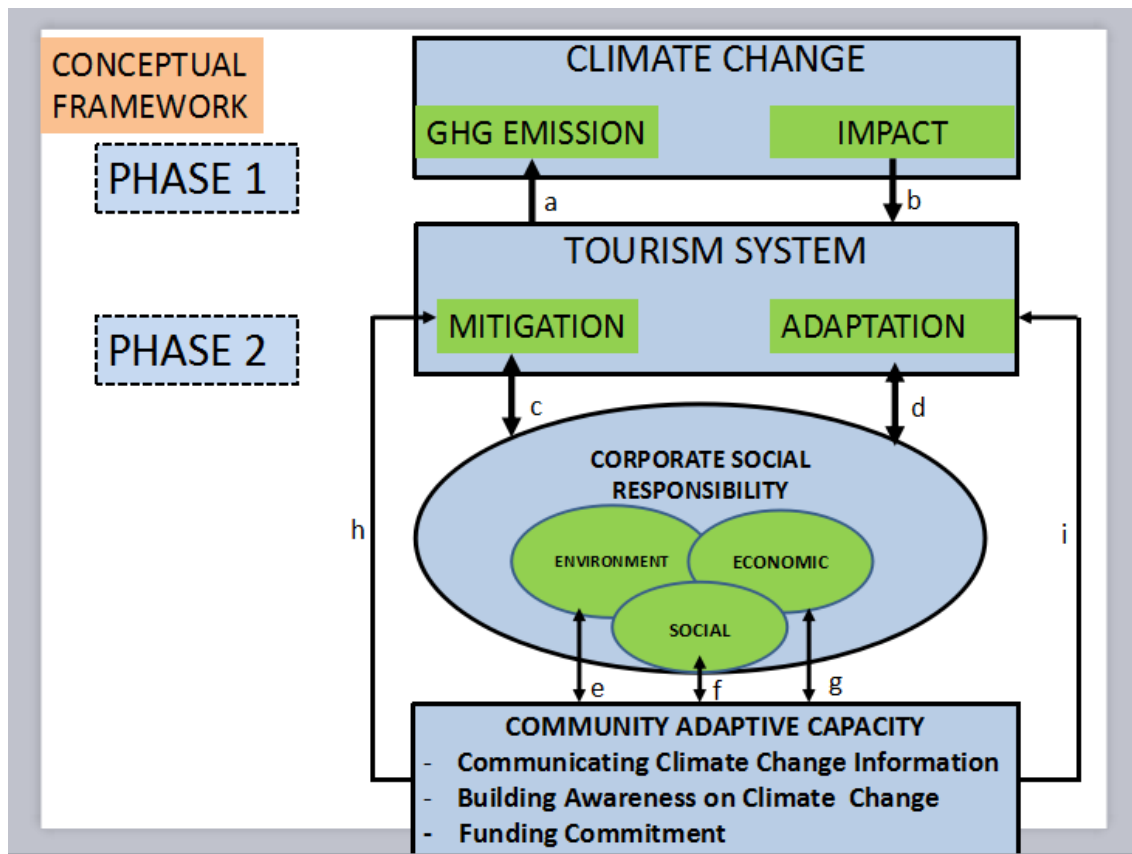 CONCEPTUAL
FRAMEWORK
PHASE 1
PHASE 2
CLIMATE CHANGE
GHG EMISSION
IMPACT
a
b
TOURISM SYSTEM
MITIGATION
ADAPTATION
c
d
CORPORATE SOCIAL
RESPONSIBILITY
ENVIRONMENT
ECONOMIC
SOCIAL
h
i
e
f
g
COMMUNITY ADAPTIVE CAPACITY
- Communicating Climate Change Information
- Building Awareness on Climate Change
- Funding Commitment